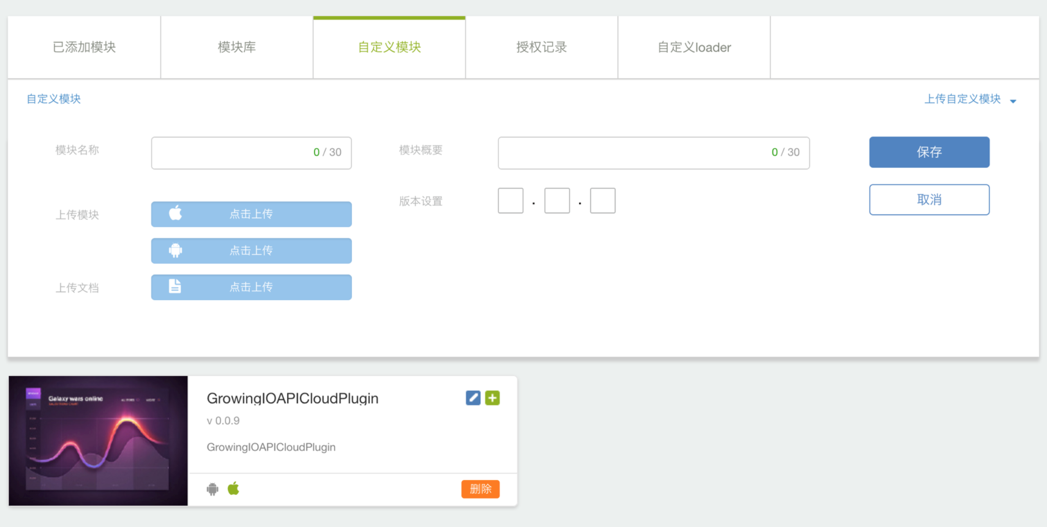 已添加模块
模块库
自定义模块
授权记录
自定义loader
自定义模块
上传自定义模块
模块名称
0 / 30
模块概要
0 / 30
保存
版本设置
. .
取消
上传模块
点击上传
点击上传
上传文档
点击上传
Galaxy wars online
GrowingIOAPICloudPlugin
v 0.0.9
GrowingIOAPICloudPlugin
删除